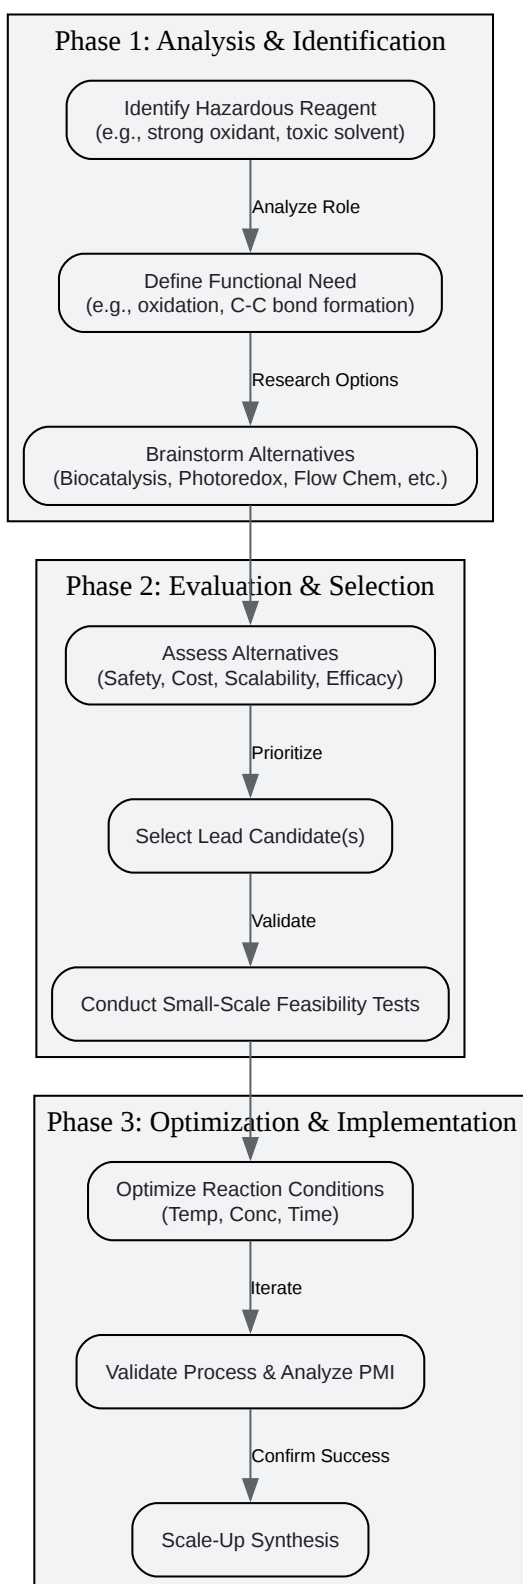 Phase 1: Analysis & Identification
Identify Hazardous Reagent
(e.g., strong oxidant, toxic solvent)
Analyze Role
Define Functional Need
(e.g., oxidation, C-C bond formation)
Research Options
Brainstorm Alternatives
(Biocatalysis, Photoredox, Flow Chem, etc.)
Phase 2: Evaluation & Selection
Assess Alternatives
(Safety, Cost, Scalability, Efficacy)
Prioritize
Select Lead Candidate(s)
Validate
Conduct Small-Scale Feasibility Tests
Phase 3: Optimization & Implementation
Optimize Reaction Conditions
(Temp, Conc, Time)
Iterate
Validate Process & Analyze PMI
Confirm Success
Scale-Up Synthesis